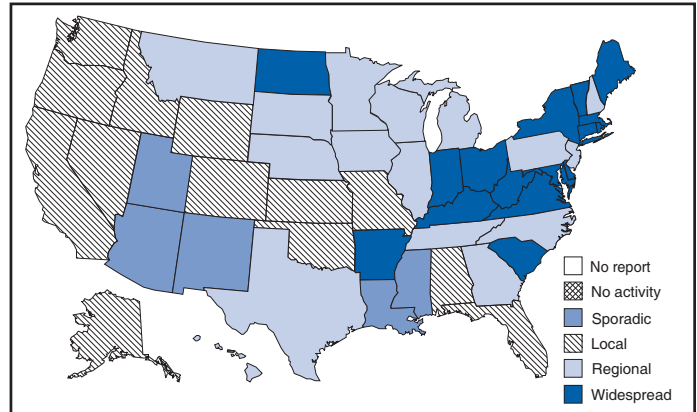 No report
No activity
Sporadic
Local
Regional
Widespread